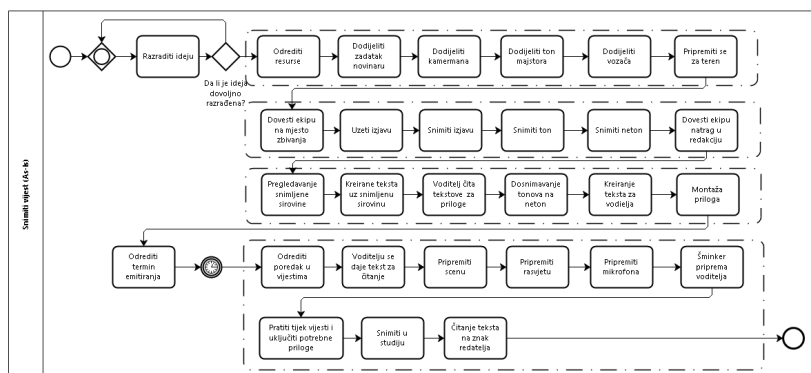 Snimiti vijest (As-Is)
Razraditi ideju
Da li je ideja
dovoljno
razrađena?
Odrediti
resurse
Dodijeliti
zadatak
novinaru
Dodijeliti
kamermana
Dodijeliti ton
majstora
Dodijeliti
vozača
Pripremiti se
za teren
Dovesti ekipu
na mjesto
zbivanja
Uzeti izjavu
Snimiti izjavu
Snimiti ton
Snimiti neton
Dovesti ekipu
natrag u
redakciju
Pregledavanje
snimljene
sirovine
Kreirane teksta
uz snimljenu
sirovinu
Voditelj čita
tekstove za
priloge
Dosnimavanje
tonova na
neton
Kreiranje
teksta za
vodielja
Montaža
priloga
Odrediti
termin
emitiranja
Odrediti
poredak u
vijestima
Voditelju se
daje tekst za
čitanje
Pripremiti
scenu
Pripremiti
rasvjetu
Pripremiti
mikrofona
Šminker
priprema
voditelja
Pratiti tijek vijesti i
uključiti potrebne
priloge
Snimiti u
studiju
Čitanje teksta
na znak
redatelja